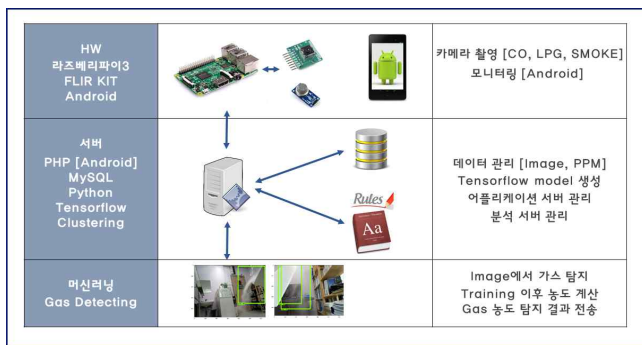 HW
라즈베리파이3
FLIR KIT
Android
카메라 촬영 [CO, LPG, SMOKE]
모니터링 [Android]
서버
PHP [Android]
MySQL
Python
Tensorflow
Clustering
Rules
Aa
데이터 관리 [Image, PPM]
Tensorflow model 생성
어플리케이션 서버 관리
분석 서버 관리
머신러닝
Gas Detecting
Image에서 가스 탐지
Training 이후 농도 계산
Gas 농도 탐지 결과 전송